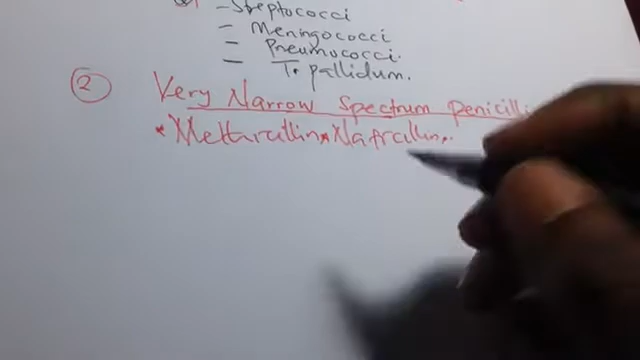 - Streptococci
- Meningococci
- Pneumococci.
- T. pallidum.
② Very Narrow Spectrum Penicilli
* Methicillin * Nafcillin